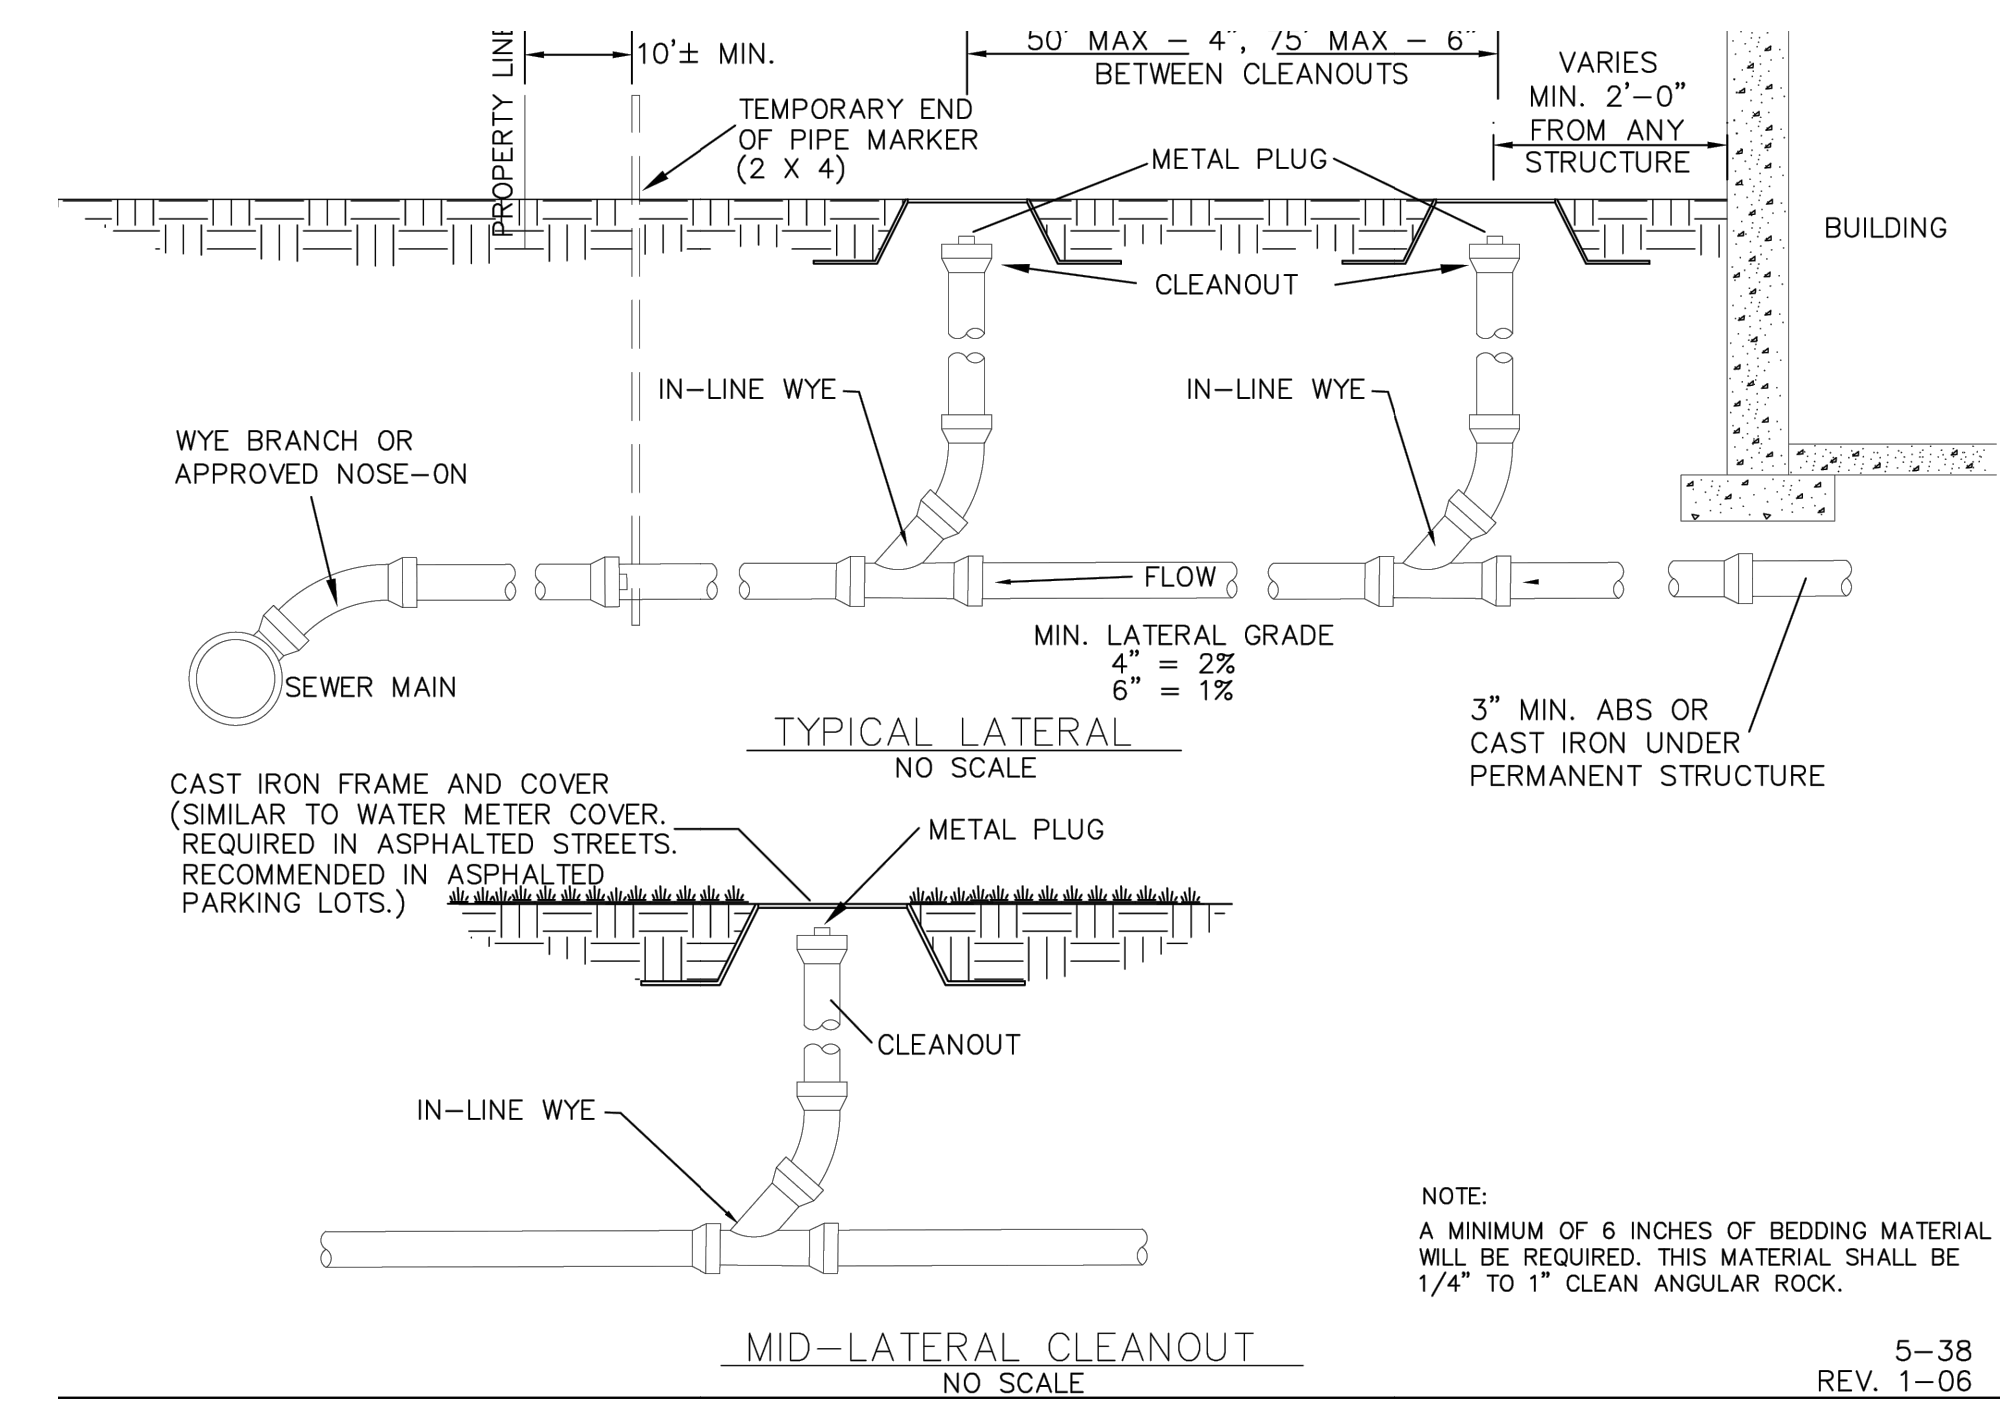 PROPERTY LINE
10'± MIN.
50' MAX – 4", 75' MAX – 6"
BETWEEN CLEANOUTS
VARIES
MIN. 2'–0"
FROM ANY
STRUCTURE
TEMPORARY END
OF PIPE MARKER
(2 X 4)
METAL PLUG
BUILDING
CLEANOUT
IN–LINE WYE
IN–LINE WYE
WYE BRANCH OR
APPROVED NOSE–ON
FLOW
MIN. LATERAL GRADE
4" = 2%
6" = 1%
SEWER MAIN
3" MIN. ABS OR
CAST IRON UNDER
PERMANENT STRUCTURE
TYPICAL LATERAL
NO SCALE
CAST IRON FRAME AND COVER
(SIMILAR TO WATER METER COVER.
REQUIRED IN ASPHALTED STREETS.
RECOMMENDED IN ASPHALTED
PARKING LOTS.)
METAL PLUG
CLEANOUT
IN–LINE WYE
NOTE:
A MINIMUM OF 6 INCHES OF BEDDING MATERIAL
WILL BE REQUIRED. THIS MATERIAL SHALL BE
1/4" TO 1" CLEAN ANGULAR ROCK.
MID–LATERAL CLEANOUT
NO SCALE
5–38
REV. 1–06